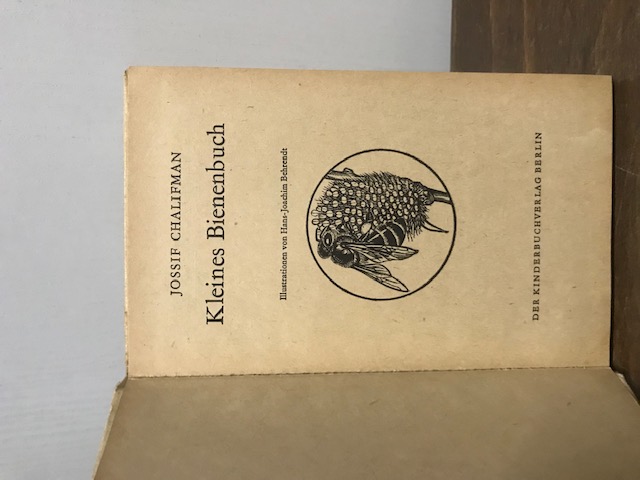 JOSSIF CHALIFMAN
Kleines Bienenbuch
Illustrationen von Hans-Joachim Behrendt
DER KINDERBUCHVERLAG BERLIN